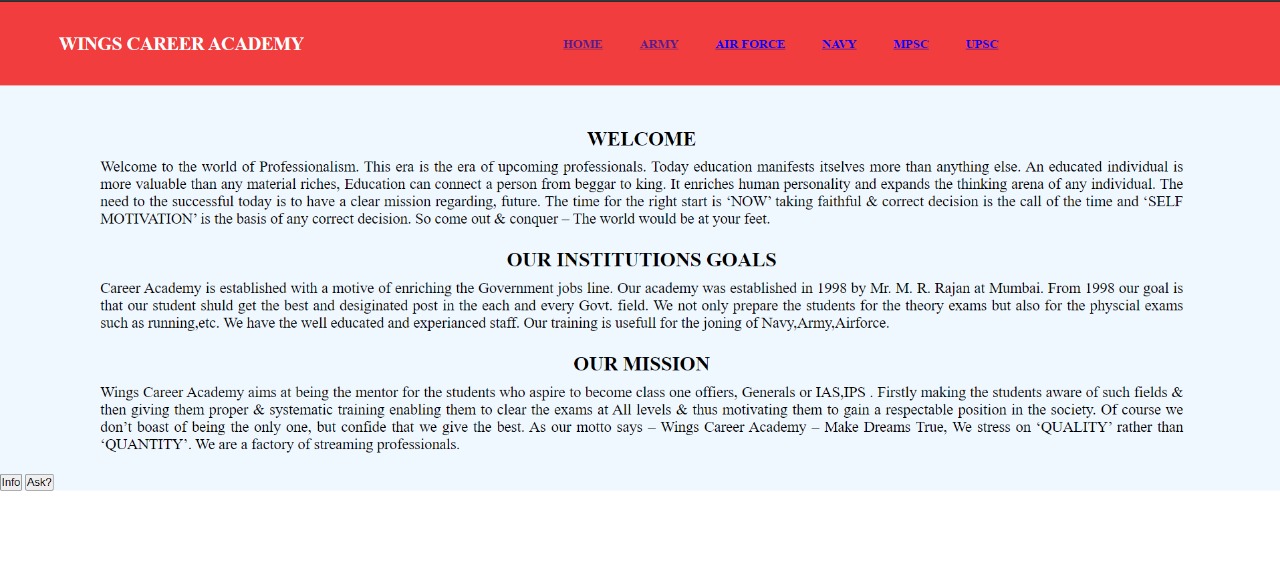 WINGS CAREER ACADEMY
HOME ARMY AIR FORCE NAVY MPSC UPSC
WELCOME
Welcome to the world of Professionalism. This era is the era of upcoming professionals. Today education manifests itselves more than anything else. An educated individual is
more valuable than any material riches, Education can connect a person from beggar to king. It enriches human personality and expands the thinking arena of any individual. The
need to the successful today is to have a clear mission regarding, future. The time for the right start is ‘NOW’ taking faithful & correct decision is the call of the time and ‘SELF
MOTIVATION’ is the basis of any correct decision. So come out & conquer – The world would be at your feet.
OUR INSTITUTIONS GOALS
Career Academy is established with a motive of enriching the Government jobs line. Our academy was established in 1998 by Mr. M. R. Rajan at Mumbai. From 1998 our goal is
that our student shuld get the best and desiginated post in the each and every Govt. field. We not only prepare the students for the theory exams but also for the physcial exams
such as running,etc. We have the well educated and experianced staff. Our training is usefull for the joning of Navy,Army,Airforce.
OUR MISSION
Wings Career Academy aims at being the mentor for the students who aspire to become class one offiers, Generals or IAS,IPS . Firstly making the students aware of such fields &
then giving them proper & systematic training enabling them to clear the exams at All levels & thus motivating them to gain a respectable position in the society. Of course we
don’t boast of being the only one, but confide that we give the best. As our motto says – Wings Career Academy – Make Dreams True, We stress on ‘QUALITY’ rather than
‘QUANTITY’. We are a factory of streaming professionals.
Info Ask?